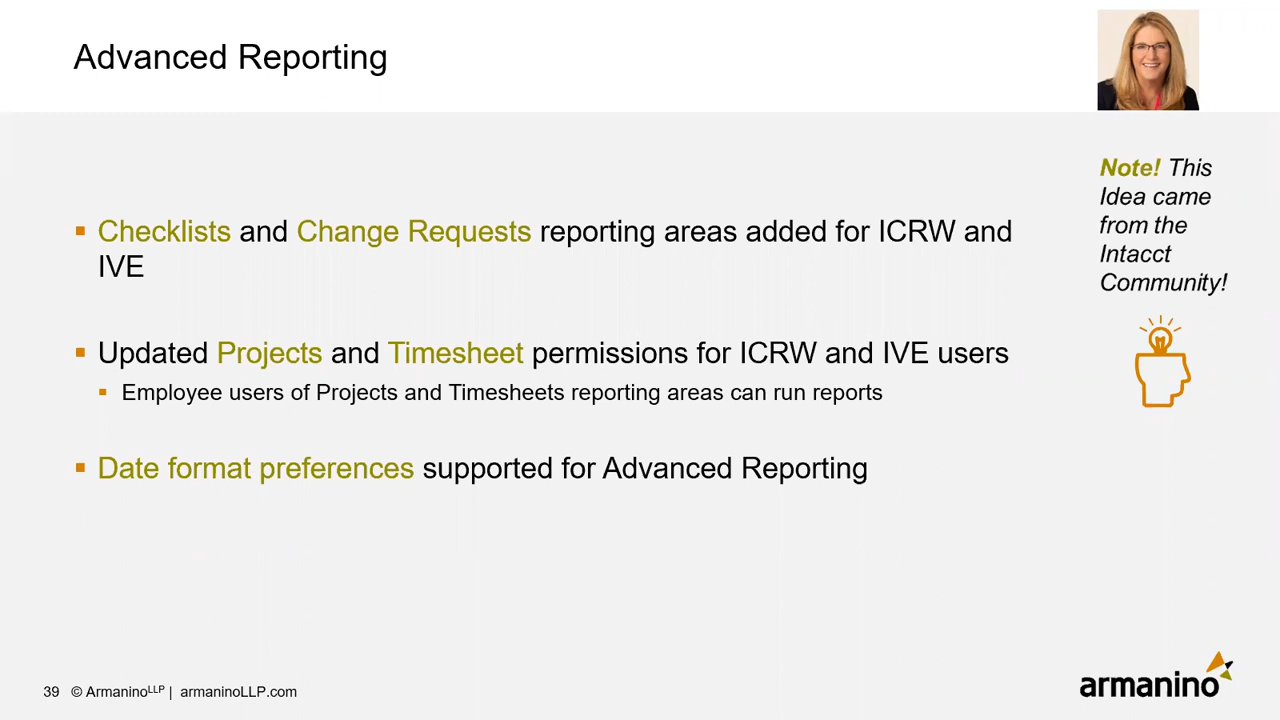 Advanced Reporting
Note! This
Idea came
from the
Intacct
Community!
Checklists and Change Requests reporting areas added for ICRW and
IVE
Updated Projects and Timesheet permissions for ICRW and IVE users
Employee users of Projects and Timesheets reporting areas can run reports
Date format preferences supported for Advanced Reporting
39 © ArmaninoLLP | armaninoLLP.com
armanino